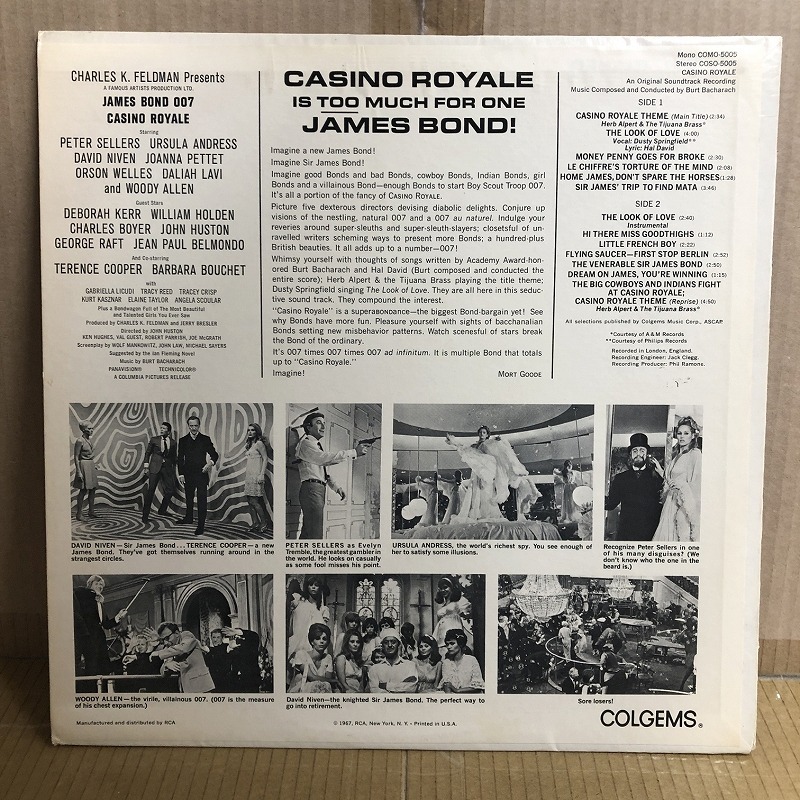 CHARLES K. FELDMAN Presents
A FAMOUS ARTISTS PRODUCTION LTD.
JAMES BOND 007
CASINO ROYALE
Starring
PETER SELLERS URSULA ANDRESS
DAVID NIVEN JOANNA PETTET
ORSON WELLES DALIAH LAVI
and WOODY ALLEN
Guest Stars
DEBORAH KERR WILLIAM HOLDEN
CHARLES BOYER JOHN HUSTON
GEORGE RAFT JEAN PAUL BELMONDO
And Co-starring
TERENCE COOPER BARBARA BOUCHET
with
GABRIELLA LICUDI TRACY REED TRACEY CRISP
KURT KASZNAR ELAINE TAYLOR ANGELA SCOULAR
Plus a Bondwagon Full of The Most Beautiful
and Talented Girls You Ever Saw
Produced by CHARLES K. FELDMAN and JERRY BRESLER
Directed by JOHN HUSTON
KEN HUGHES, VAL GUEST, ROBERT PARRISH, JOE McGRATH
Screenplay by WOLF MANKOWITZ, JOHN LAW, MICHAEL SAYERS
Suggested by the Ian Fleming Novel
Music by BURT BACHARACH
PANAVISION® TECHNICOLOR®
A COLUMBIA PICTURES RELEASE
CASINO ROYALE
IS TOO MUCH FOR ONE
JAMES BOND!
Imagine a new James Bond!
Imagine Sir James Bond!
Imagine good Bonds and bad Bonds, cowboy Bonds, Indian Bonds, girl
Bonds and a villainous Bond—enough Bonds to start Boy Scout Troop 007.
It's all a portion of the fancy of CASINO ROYALE.
Picture five dexterous directors devising diabolic delights. Conjure up
visions of the nestling, natural 007 and a 007 au naturel. Indulge your
reveries around super-sleuths and super-sleuth-slayers; closetsful of un-
ravelled writers scheming ways to present more Bonds; a hundred-plus
British beauties. It all adds up to a number—007!
Whimsy yourself with thoughts of songs written by Academy Award-hon-
ored Burt Bacharach and Hal David (Burt composed and conducted the
entire score); Herb Alpert & the Tijuana Brass playing the title theme;
Dusty Springfield singing The Look of Love. They are all here in this seduc-
tive sound track. They compound the interest.
"Casino Royale" is a superaBONDance—the biggest Bond-bargain yet! See
why Bonds have more fun. Pleasure yourself with sights of bacchanalian
Bonds setting new misbehavior patterns. Watch scenesful of stars break
the Bond of the ordinary.
It's 007 times 007 times 007 ad infinitum. It is multiple Bond that totals
up to "Casino Royale."
Imagine! MORT GOODE
Mono COMO-5005
Stereo COSO-5005
CASINO ROYALE
An Original Soundtrack Recording
Music Composed and Conducted by Burt Bacharach
SIDE 1
CASINO ROYALE THEME (Main Title) (2:34)
Herb Alpert & The Tijuana Brass*
THE LOOK OF LOVE (4:00)
Vocal: Dusty Springfield**
Lyric: Hal David
MONEY PENNY GOES FOR BROKE (2:30)
LE CHIFFRE'S TORTURE OF THE MIND (2:08)
HOME JAMES, DON'T SPARE THE HORSES (1:28)
SIR JAMES' TRIP TO FIND MATA (3:46)
SIDE 2
THE LOOK OF LOVE (2:40)
Instrumental
HI THERE MISS GOODTHIGHS (1:12)
LITTLE FRENCH BOY (2:22)
FLYING SAUCER—FIRST STOP BERLIN (2:52)
THE VENERABLE SIR JAMES BOND (2:50)
DREAM ON JAMES, YOU'RE WINNING (1:15)
THE BIG COWBOYS AND INDIANS FIGHT
AT CASINO ROYALE;
CASINO ROYALE THEME (Reprise) (4:50)
Herb Alpert & The Tijuana Brass*
All selections published by Colgems Music Corp., ASCAP.
*Courtesy of A & M Records
**Courtesy of Philips Records
Recorded in London, England.
Recording Engineer: Jack Clegg.
Recording Producer: Phil Ramone.
DAVID NIVEN—Sir James Bond...TERENCE COOPER—a new
James Bond. They've got themselves running around in the
strangest circles.
PETER SELLERS as Evelyn
Tremble, the greatest gambler in
the world. He looks on casually
as some fool misses his point.
URSULA ANDRESS, the world's richest spy. You see enough of
her to satisfy some illusions.
Recognize Peter Sellers in one
of his many disguises? (We
don't know who the one in the
beard is.)
WOODY ALLEN—the virile, villainous 007. (007 is the measure
of his chest expansion.)
David Niven—the knighted Sir James Bond. The perfect way to
go into retirement.
Sore losers!
Manufactured and distributed by RCA
© 1967, RCA, New York, N. Y. - Printed in U.S.A.
COLGEMS®